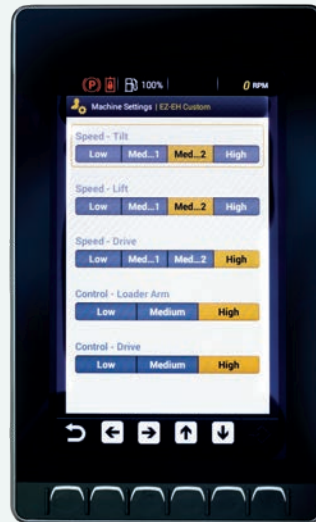 (P) 100% 0 RPM
Machine Settings | EZ-EH Custom
Speed - Tilt
Low Med...1 Med...2 High
Speed - Lift
Low Med...1 Med...2 High
Speed - Drive
Low Med...1 Med...2 High
Control - Loader Arm
Low Medium High
Control - Drive
Low Medium High